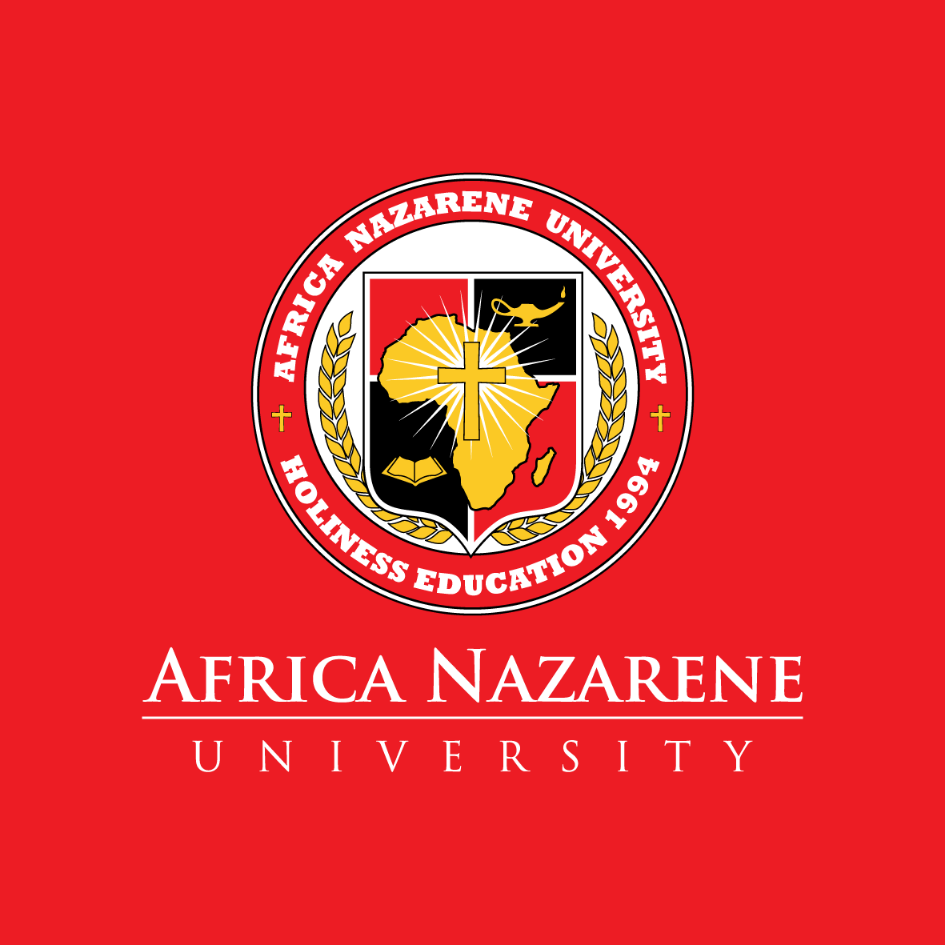 AFRICA NAZARENE UNIVERSITY
HOLINESS EDUCATION 1994
AFRICA NAZARENE
UNIVERSITY